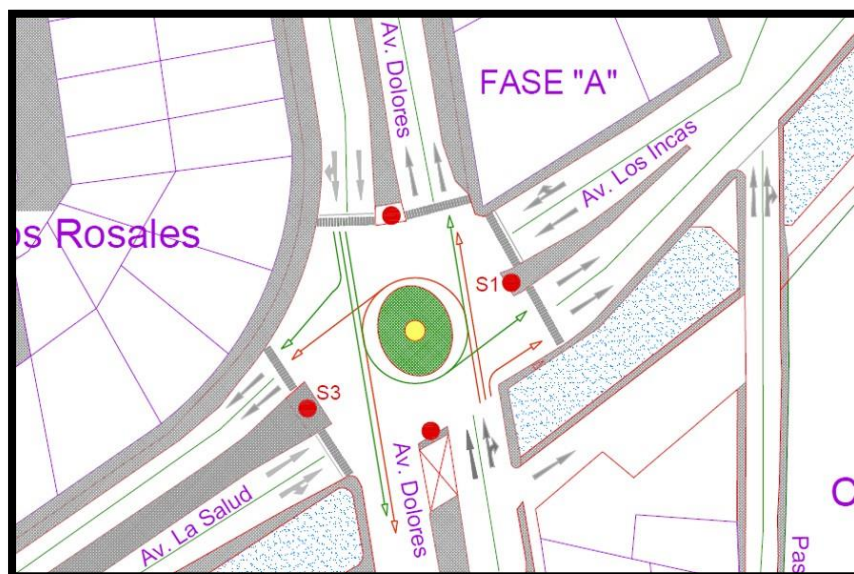 Av. Dolores
FASE "A"
Av. Los Incas
os Rosales
S1
S3
Av. Dolores
Av. La Salud
Pas